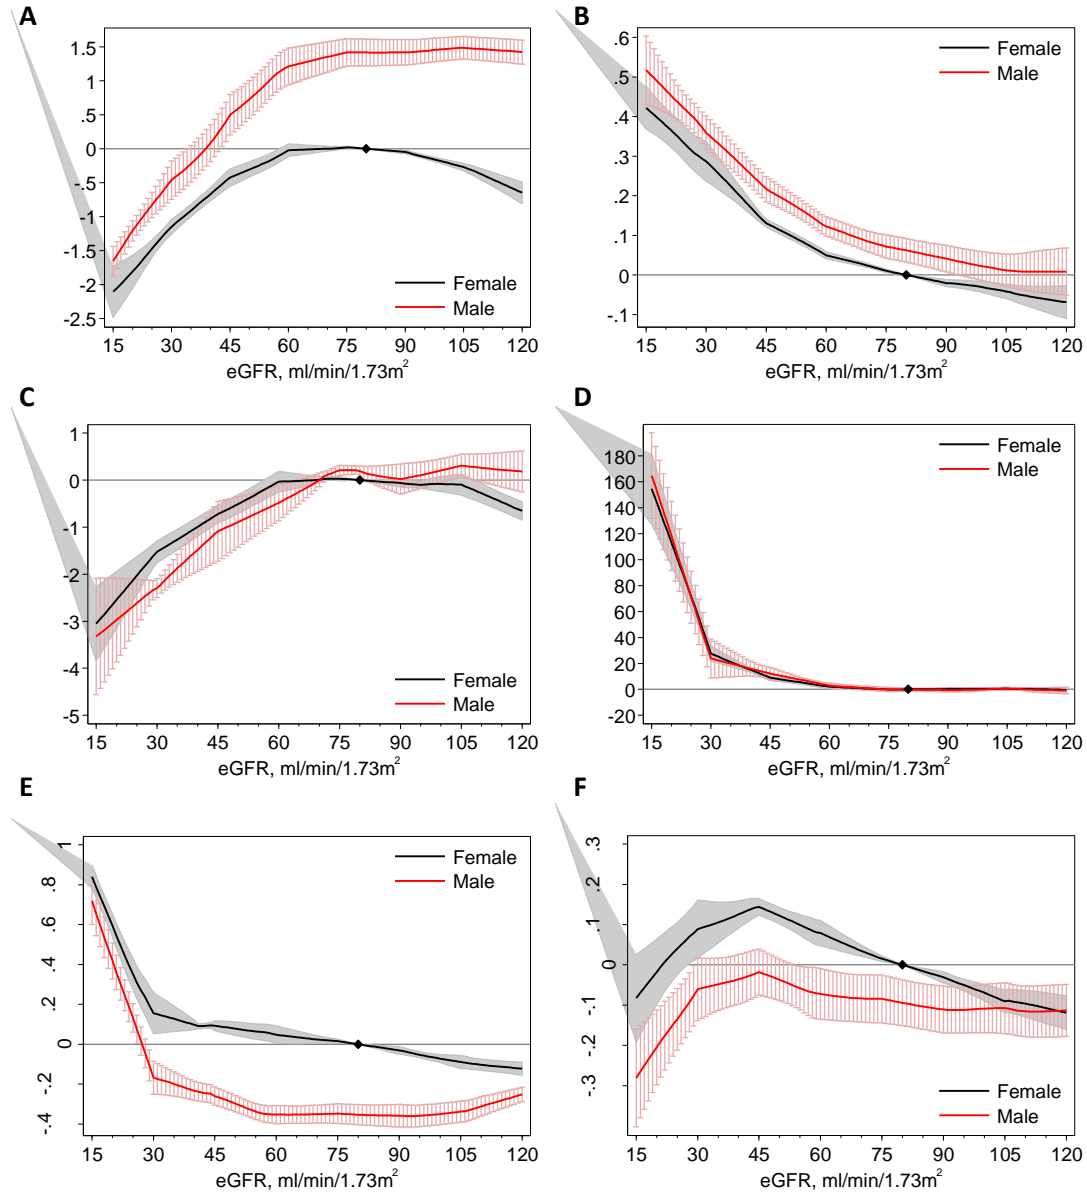 A
1.5
1
.5
0
-.5
-1
-1.5
-2
-2.5
Female
Male
15 30 45 60 75 90 105 120
eGFR, ml/min/1.73m²
B
.6
.5
.4
.3
.2
.1
0
-.1
Female
Male
15 30 45 60 75 90 105 120
eGFR, ml/min/1.73m²
C
1
0
-1
-2
-3
-4
-5
Female
Male
15 30 45 60 75 90 105 120
eGFR, ml/min/1.73m²
D
180
160
140
120
100
80
60
40
20
0
-20
Female
Male
15 30 45 60 75 90 105 120
eGFR, ml/min/1.73m²
E
1
.8
.6
.4
.2
0
-.2
-.4
Female
Male
15 30 45 60 75 90 105 120
eGFR, ml/min/1.73m²
F
.3
.2
.1
0
-.1
-.2
-.3
Female
Male
15 30 45 60 75 90 105 120
eGFR, ml/min/1.73m²